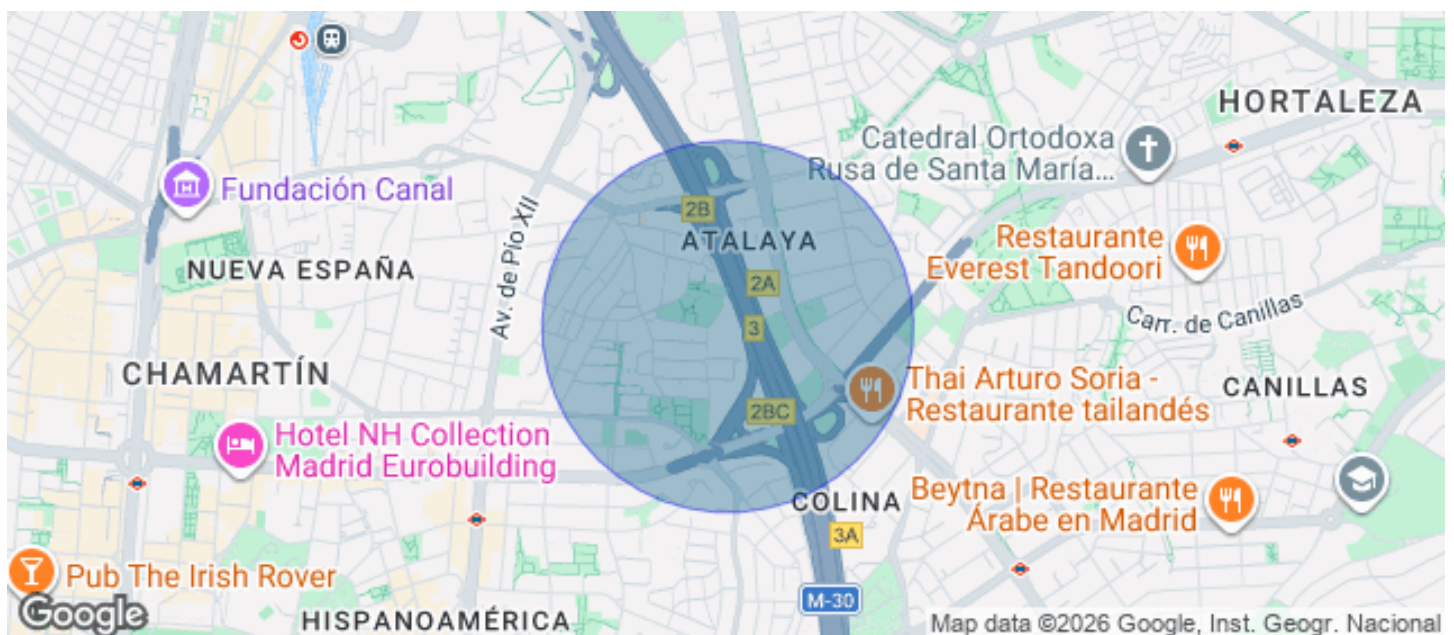 HORTALEZA
Catedral Ortodoxa
Rusa de Santa María...
Fundación Canal
2B
ATALAYA
Restaurante
Everest Tandoori
NUEVA ESPAÑA
Av. de Pío XII
2A
Carr. de Canillas
3
CHAMARTÍN
Thai Arturo Soria -
Restaurante tailandés
CANILLAS
2BC
Hotel NH Collection
Madrid Eurobuilding
COLINA
Beytna | Restaurante
Árabe en Madrid
3A
Pub The Irish Rover
M-30
Google
HISPANOAMÉRICA
Map data ©2026 Google, Inst. Geogr. Nacional